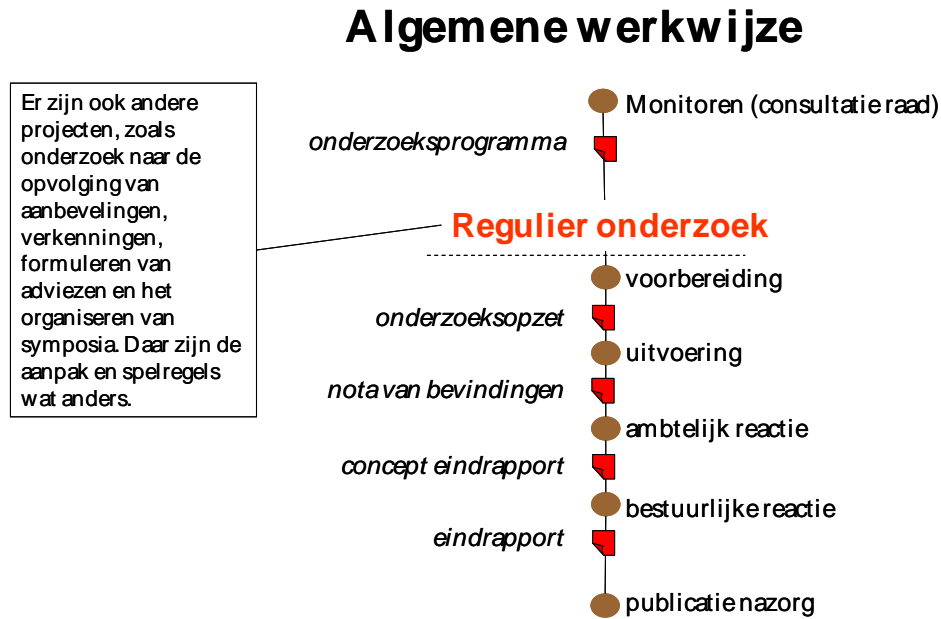 Algemene werkwijze
Er zijn ook andere
projecten, zoals
onderzoek naar de
opvolging van
aanbevelingen,
verkenningen,
formuleren van
adviezen en het
organiseren van
symposia. Daar zijn de
aanpak en spelregels
wat anders.
Monitoren (consultatie raad)
onderzoeksprogramma
Regulier onderzoek
voorbereiding
onderzoeksopzet
uitvoering
nota van bevindingen
ambtelijk reactie
concept eindrapport
bestuurlijke reactie
eindrapport
publicatie nazorg